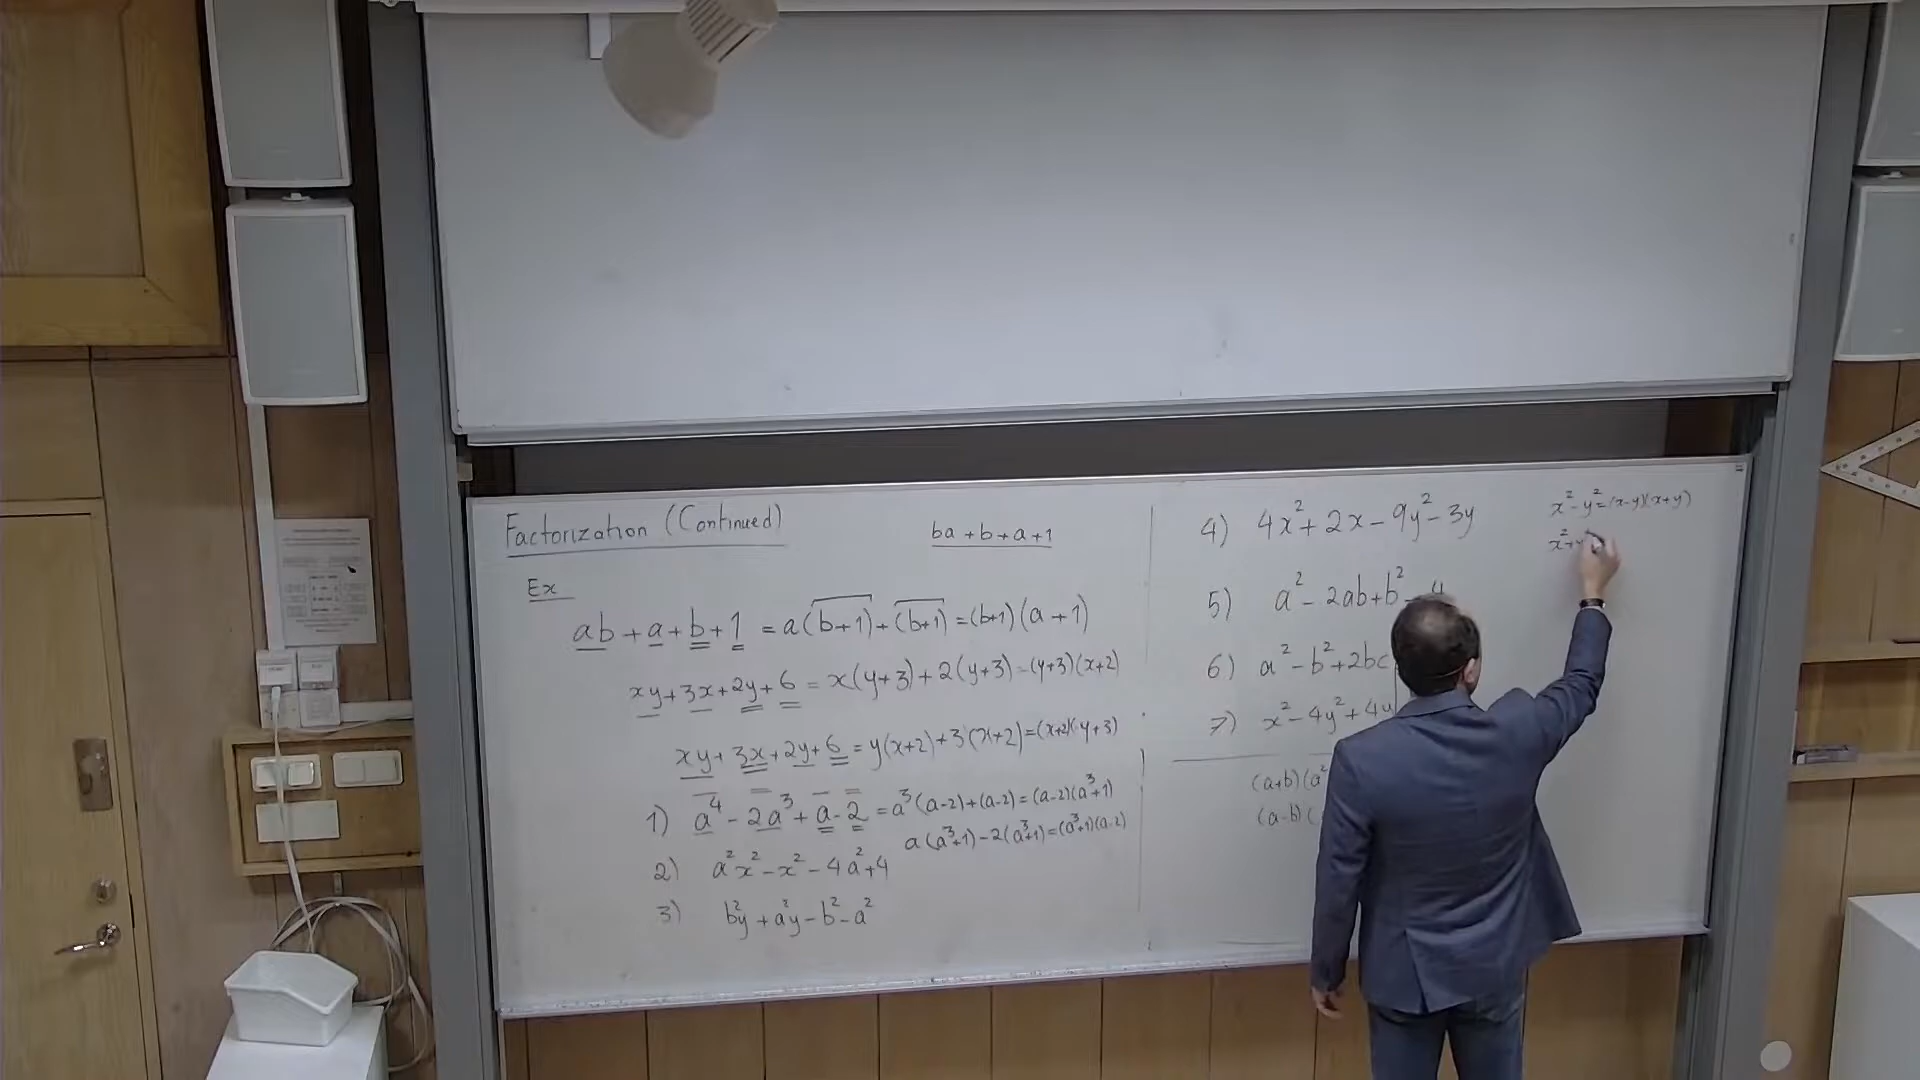 Factorization (Continued)
ba + b + a + 1
Ex
ab + a + b + 1 = a(b+1) + (b+1) = (b+1)(a+1)
xy + 3x + 2y + 6 = x(y+3) + 2(y+3) = (y+3)(x+2)
xy + 3x + 2y + 6 = y(x+2) + 3(x+2) = (x+2)(y+3)
1) a⁴ - 2a³ + a - 2 = a³(a-2) + (a-2) = (a-2)(a³+1)
a(a³+1) - 2(a³+1) = (a³+1)(a-2)
2) a²x² - x² - 4a² + 4
3) b²y + a²y - b² - a²
4) 4x² + 2x - 9y² - 3y
5) a² - 2ab + b² - 4
6) a² - b² + 2bc
7) x² - 4y² + 4y
(a+b)(a²
(a-b)(
x² - y² = (x-y)(x+y)
x² +